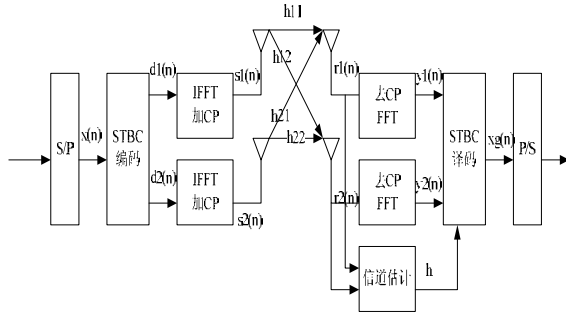 h11
d1(n)
s1(n)
h12
r1(n)
y1(n)
S/P
x(n)
STBC
编码
IFFT
加CP
h21
h22
去CP
FFT
STBC
译码
xg(n)
P/S
d2(n)
IFFT
加CP
s2(n)
r2(n)
去CP
FFT
y2(n)
信道估计
h